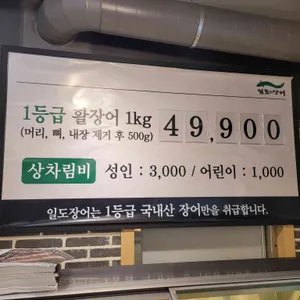 일도장어
1등급 활장어 1kg 49,900
(머리, 뼈, 내장 제거 후 500g)
상차림비 성인 : 3,000 / 어린이 : 1,000
일도장어는 1등급 국내산 장어만을 취급합니다.